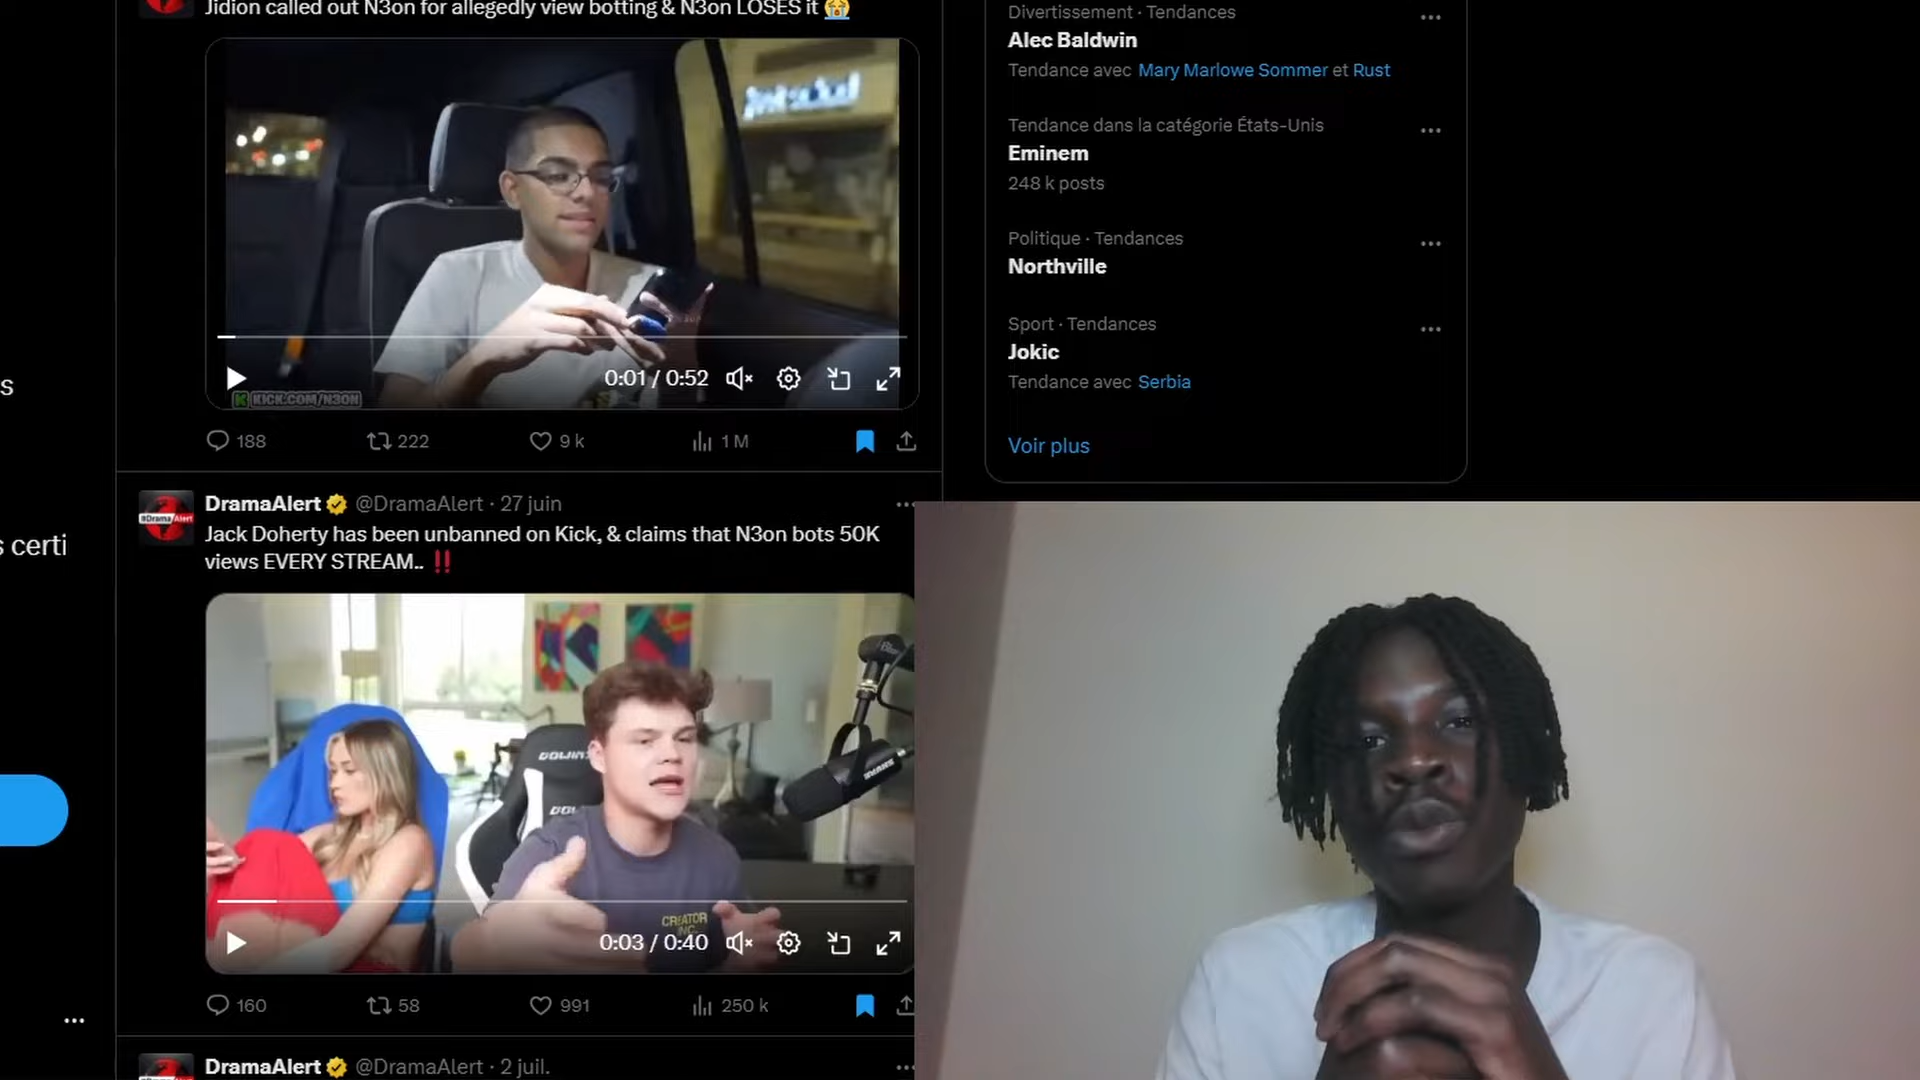 Jidion called out N3on for allegedly view botting & N3on LOSES it 😭
KICK.COM/N3ON
0:01 / 0:52
188
222
9 k
1 M
DramaAlert @DramaAlert · 27 juin
#DramaAlert
Jack Doherty has been unbanned on Kick, & claims that N3on bots 50K
views EVERY STREAM.. ‼️
CREATOR
INC.
SHURE
0:03 / 0:40
160
58
991
250 k
DramaAlert @DramaAlert · 2 juil.
s
s certi
Divertissement · Tendances
Alec Baldwin
Tendance avec Mary Marlowe Sommer et Rust
Tendance dans la catégorie États-Unis
Eminem
248 k posts
Politique · Tendances
Northville
Sport · Tendances
Jokic
Tendance avec Serbia
Voir plus